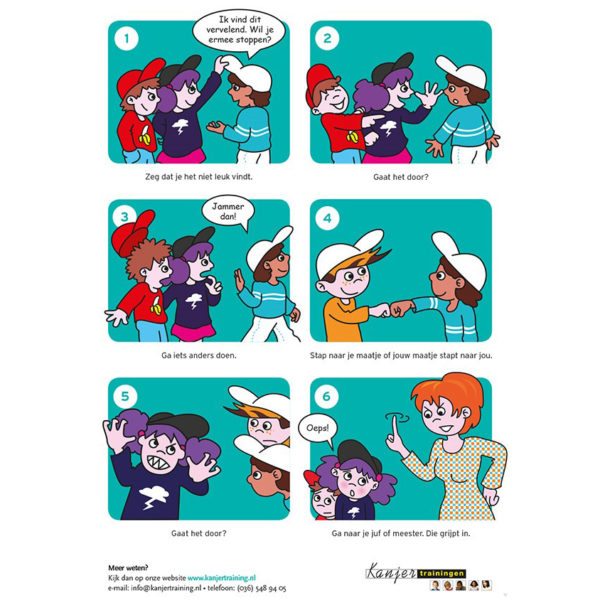 1
Ik vind dit
vervelend. Wil je
ermee stoppen?
Zeg dat je het niet leuk vindt.
2
Gaat het door?
3
Jammer
dan!
Ga iets anders doen.
4
Stap naar je maatje of jouw maatje stapt naar jou.
5
Gaat het door?
6
Oeps!
Ga naar je juf of meester. Die grijpt in.
Meer weten?
Kijk dan op onze website www.kanjertraining.nl
e-mail: info@kanjertraining.nl • telefoon: (036) 548 94 05
Kanjer trainingen